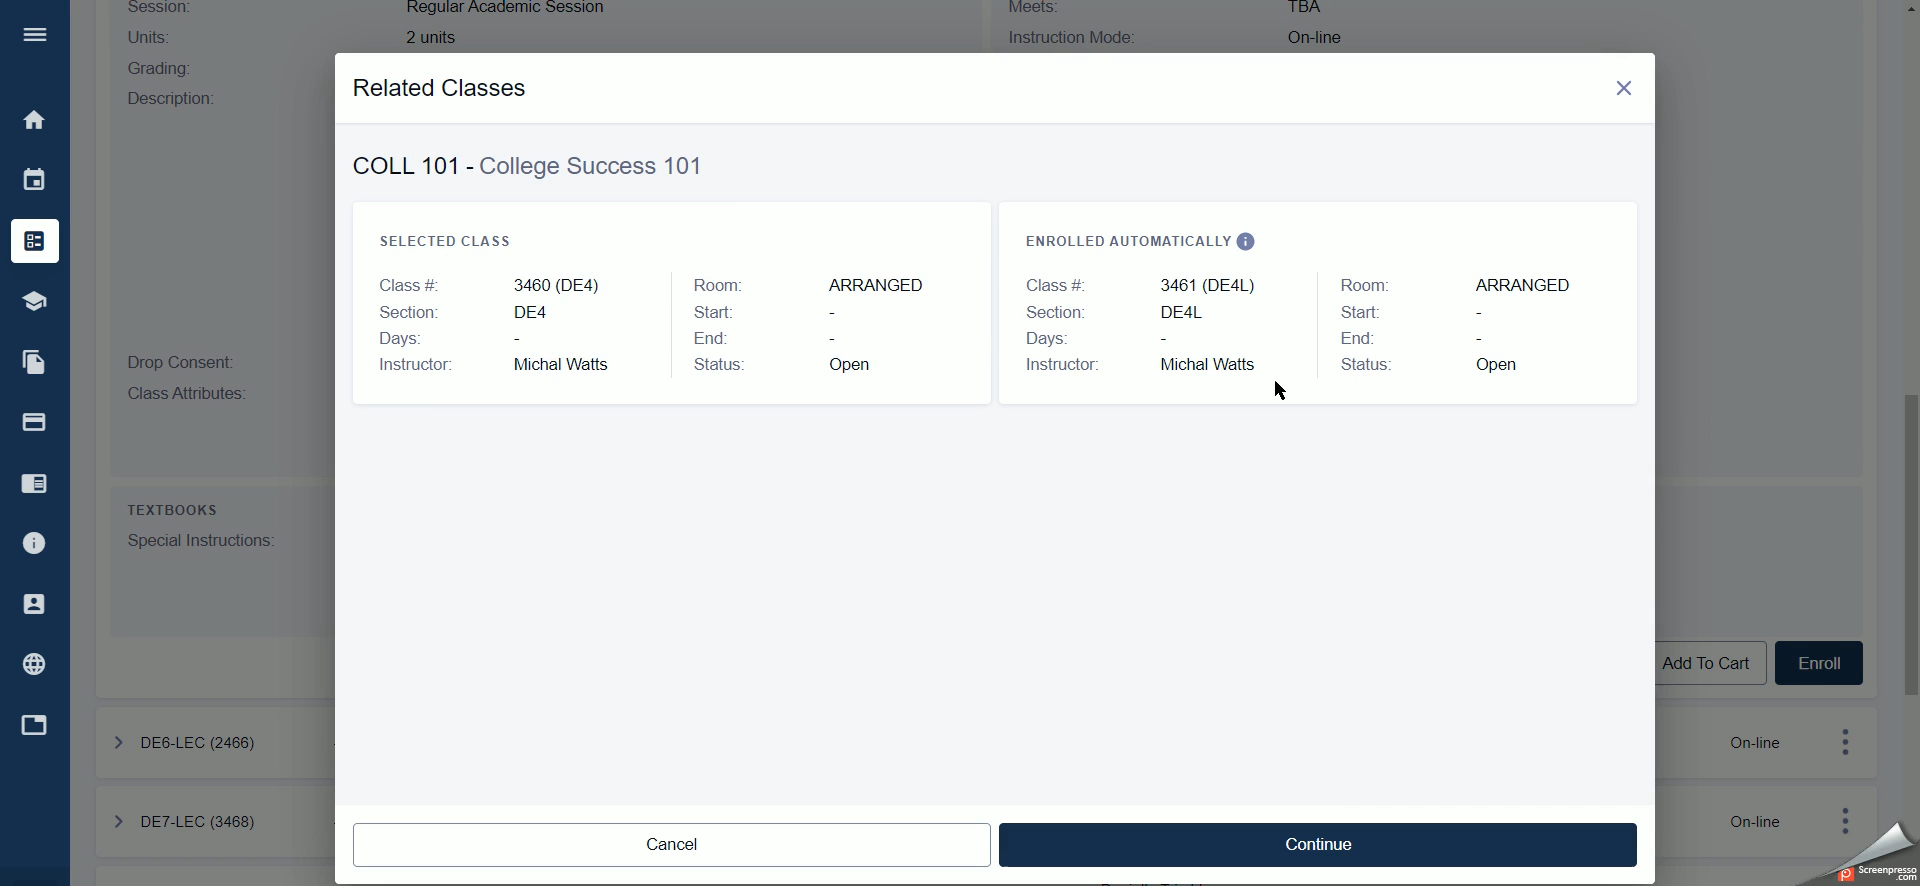 Session: Regular Academic Session Meets: TBA
Units: 2 units Instruction Mode: On-line
Grading:
Description:
Related Classes
COLL 101 - College Success 101
SELECTED CLASS
Class #: 3460 (DE4) Room: ARRANGED
Section: DE4 Start: -
Days: - End: -
Instructor: Michal Watts Status: Open
ENROLLED AUTOMATICALLY
Class #: 3461 (DE4L) Room: ARRANGED
Section: DE4L Start: -
Days: - End: -
Instructor: Michal Watts Status: Open
Drop Consent:
Class Attributes:
TEXTBOOKS
Special Instructions:
Add To Cart Enroll
DE6-LEC (2466) On-line
DE7-LEC (3468) On-line
Cancel Continue
Screenpresso
.com